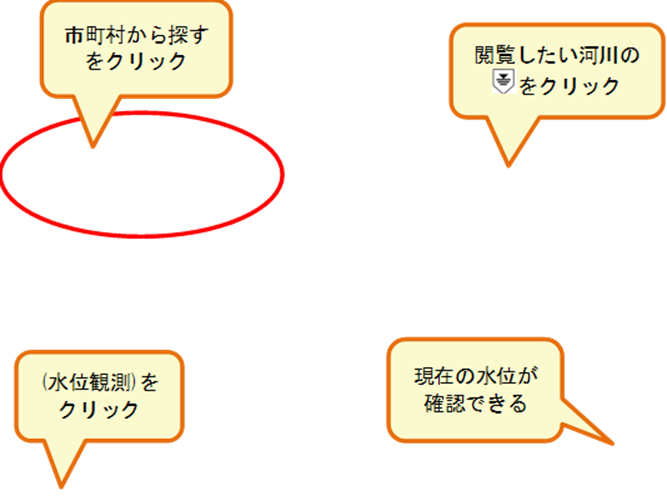 市町村から探す
をクリック
閲覧したい河川の
をクリック
(水位観測)を
クリック
現在の水位が
確認できる